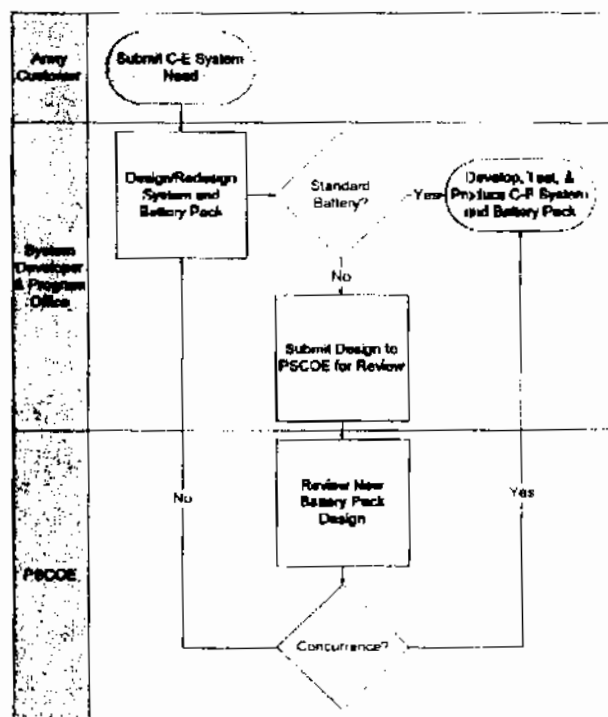 Army
Customer
Submit C-E System
Need
System
Developer
& Program
Office
Design/Redesign
System and
Battery Pack
Standard
Battery?
Yes
Develop, Test, &
Produce C-E System
and Battery Pack
No
Submit Design to
PSCOE for Review
PSCOE
No
Review New
Battery Pack
Design
Yes
Concurrence?